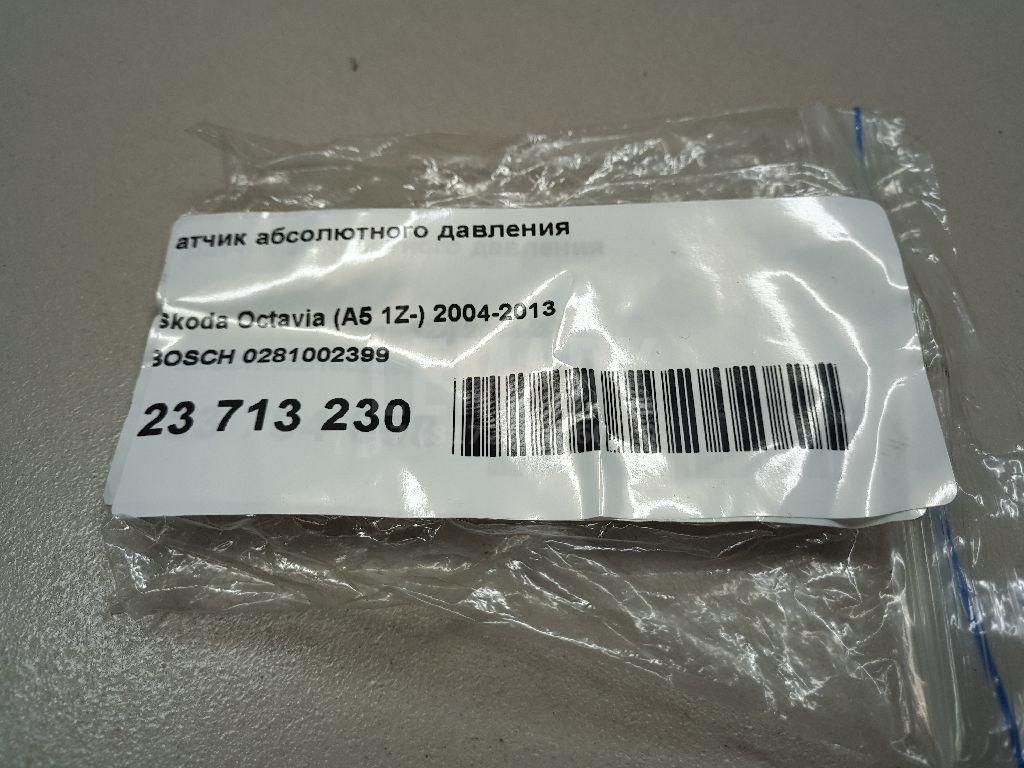 атчик абсолютного давления
Skoda Octavia (A5 1Z-) 2004-2013
BOSCH 0281002399
23 713 230